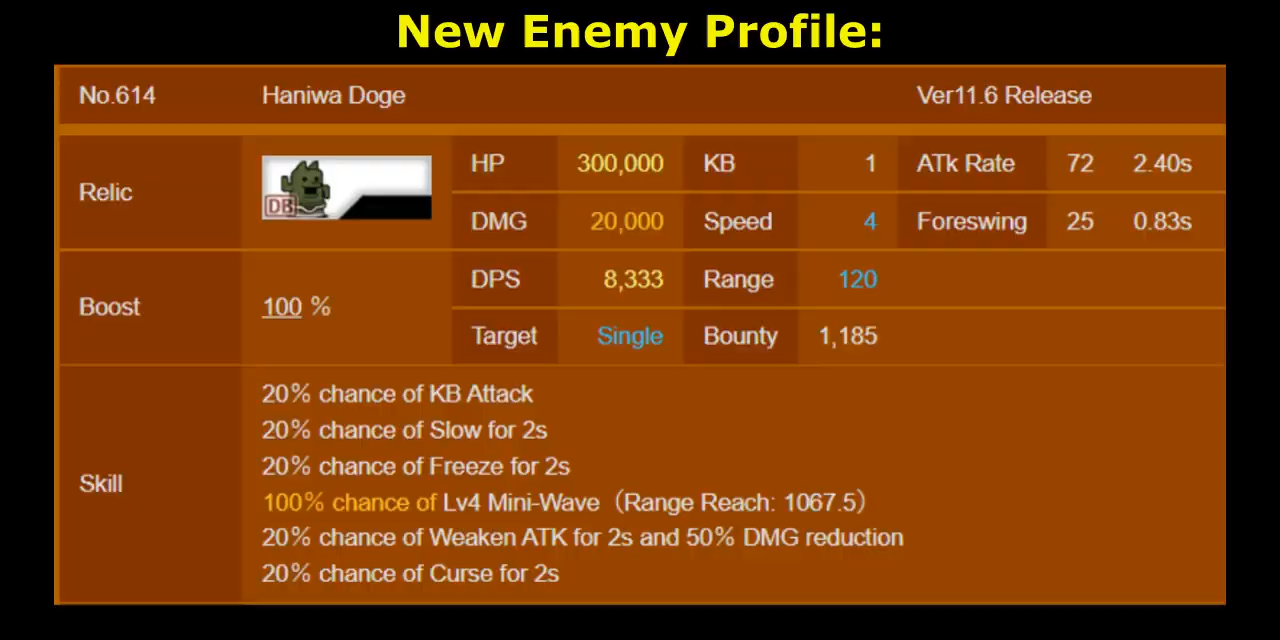 New Enemy Profile:
No.614 Haniwa Doge Ver11.6 Release
Relic DB HP 300,000 KB 1 ATk Rate 72 2.40s
DMG 20,000 Speed 4 Foreswing 25 0.83s
Boost 100 % DPS 8,333 Range 120
Target Single Bounty 1,185
Skill
20% chance of KB Attack
20% chance of Slow for 2s
20% chance of Freeze for 2s
100% chance of Lv4 Mini-Wave（Range Reach: 1067.5）
20% chance of Weaken ATK for 2s and 50% DMG reduction
20% chance of Curse for 2s